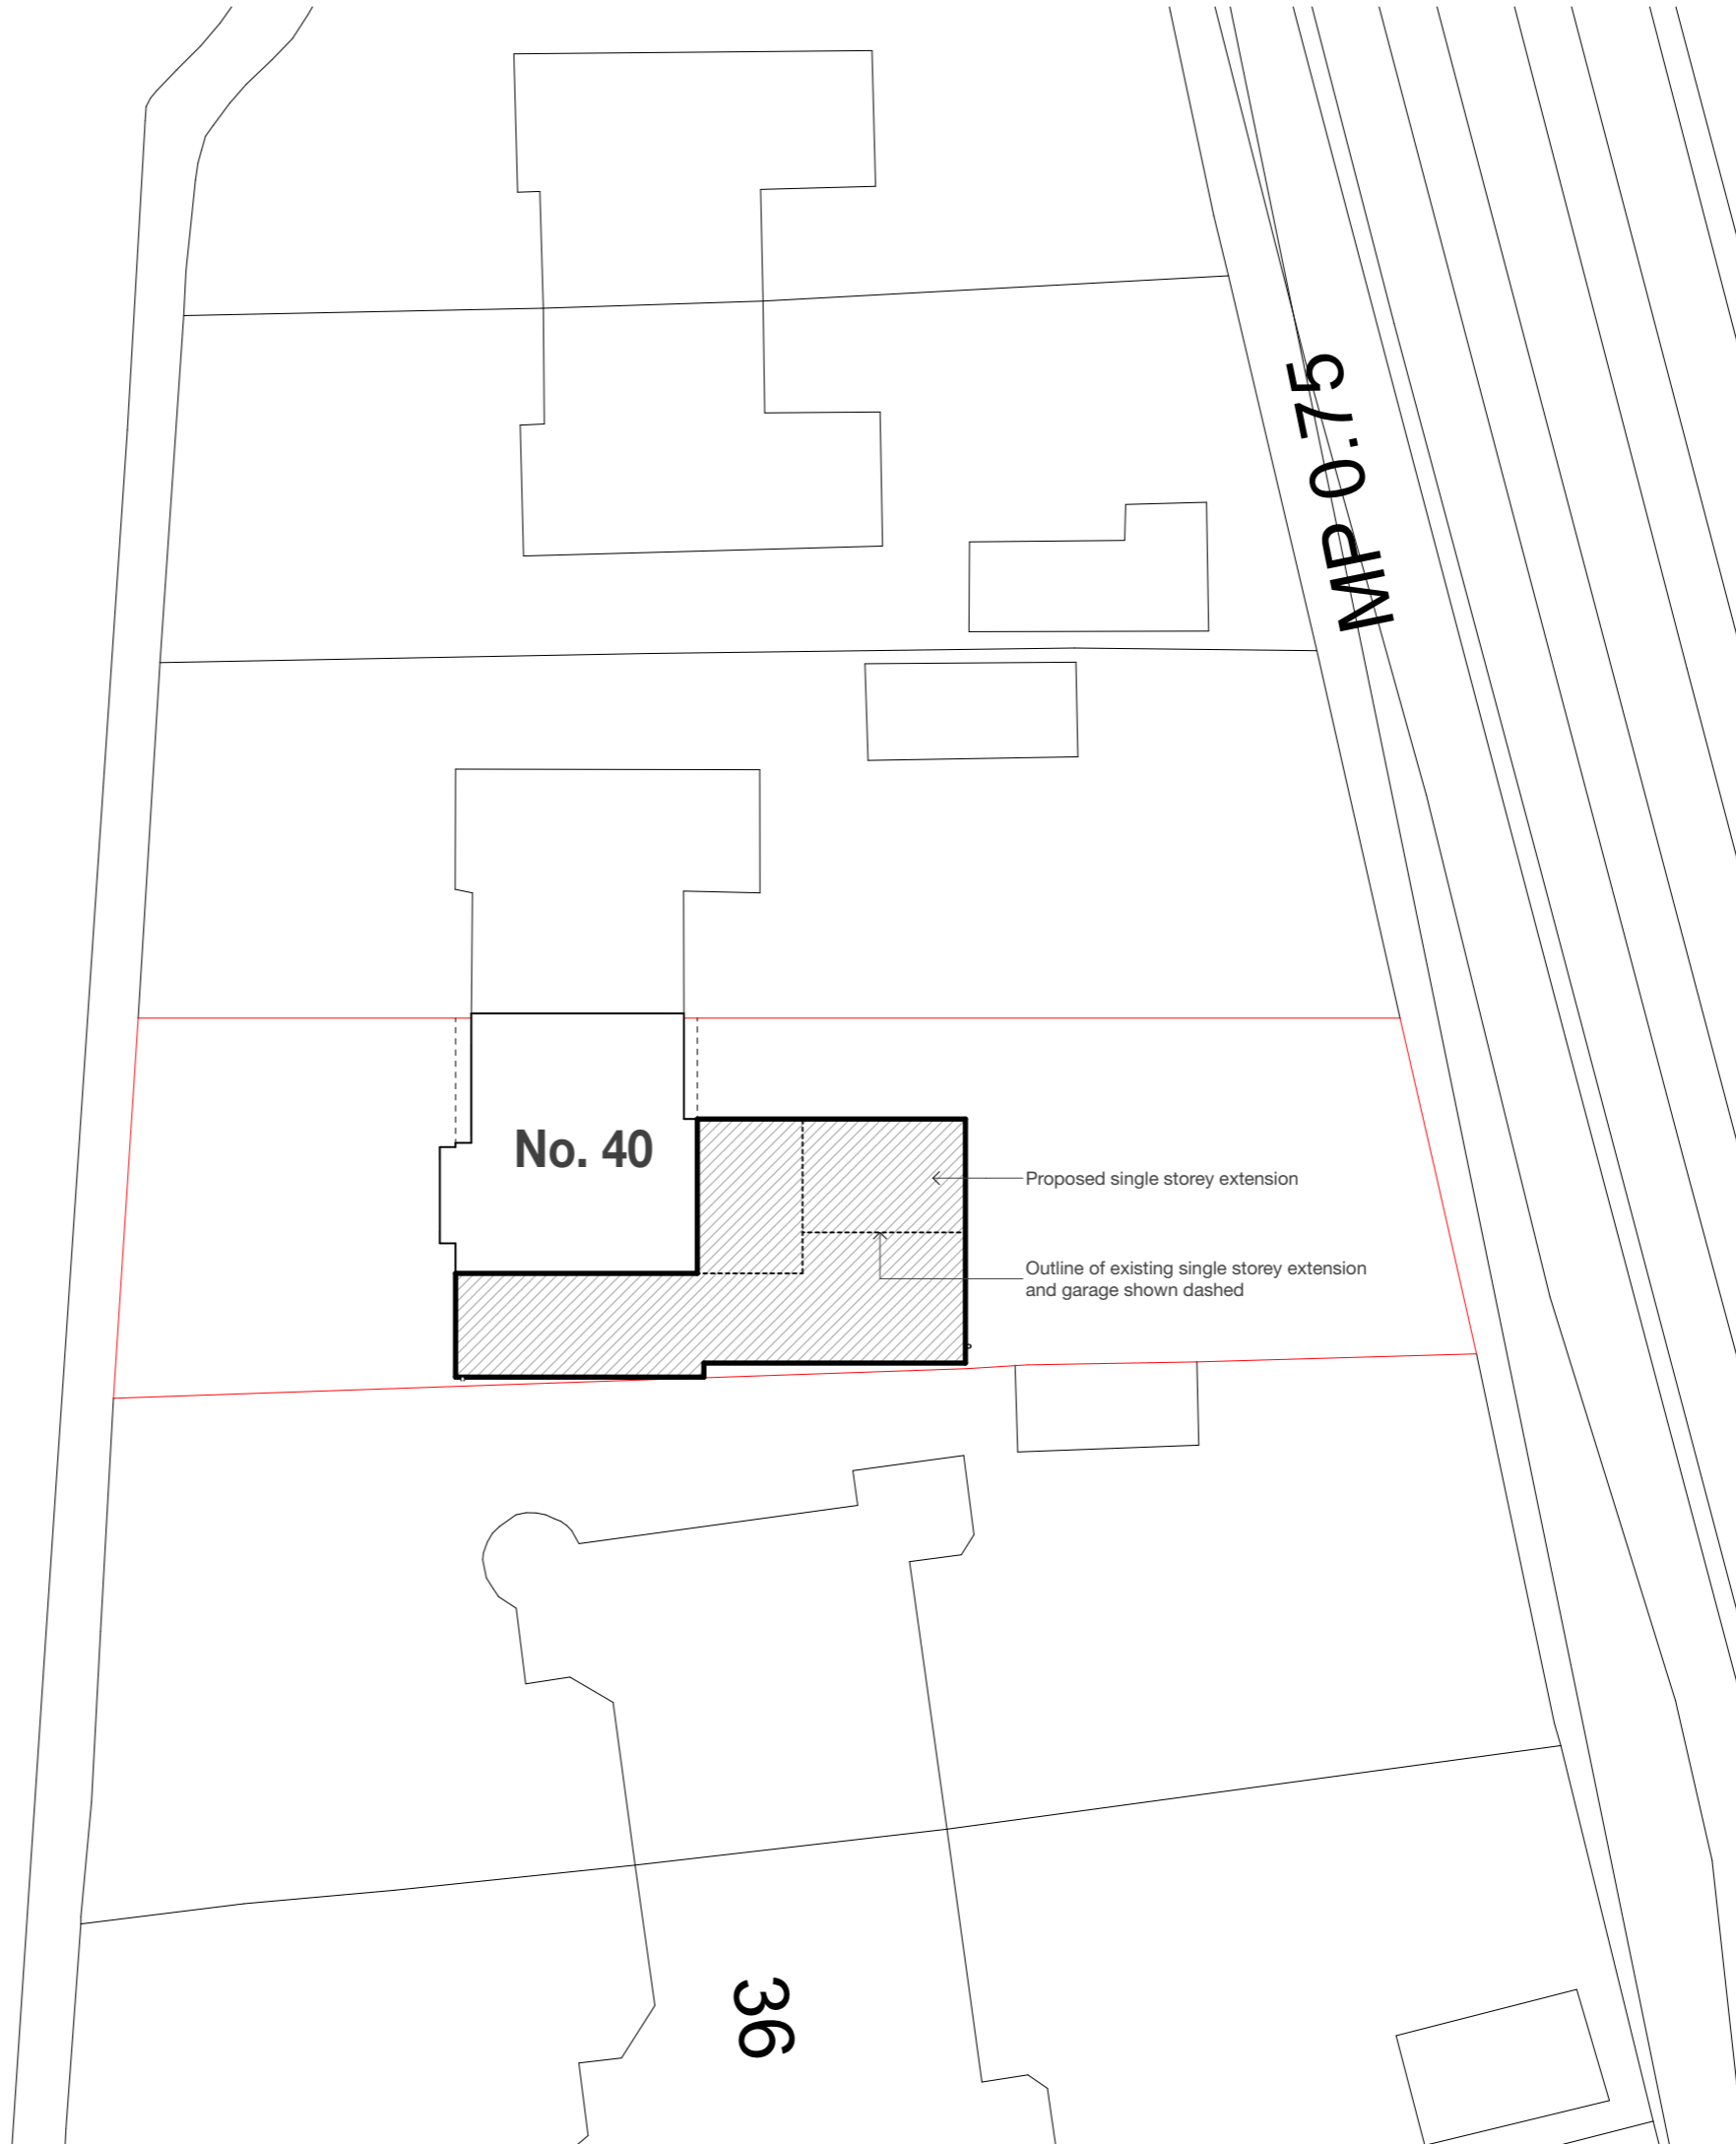 MP 0.75
No. 40
Proposed single storey extension
Outline of existing single storey extension
and garage shown dashed
36